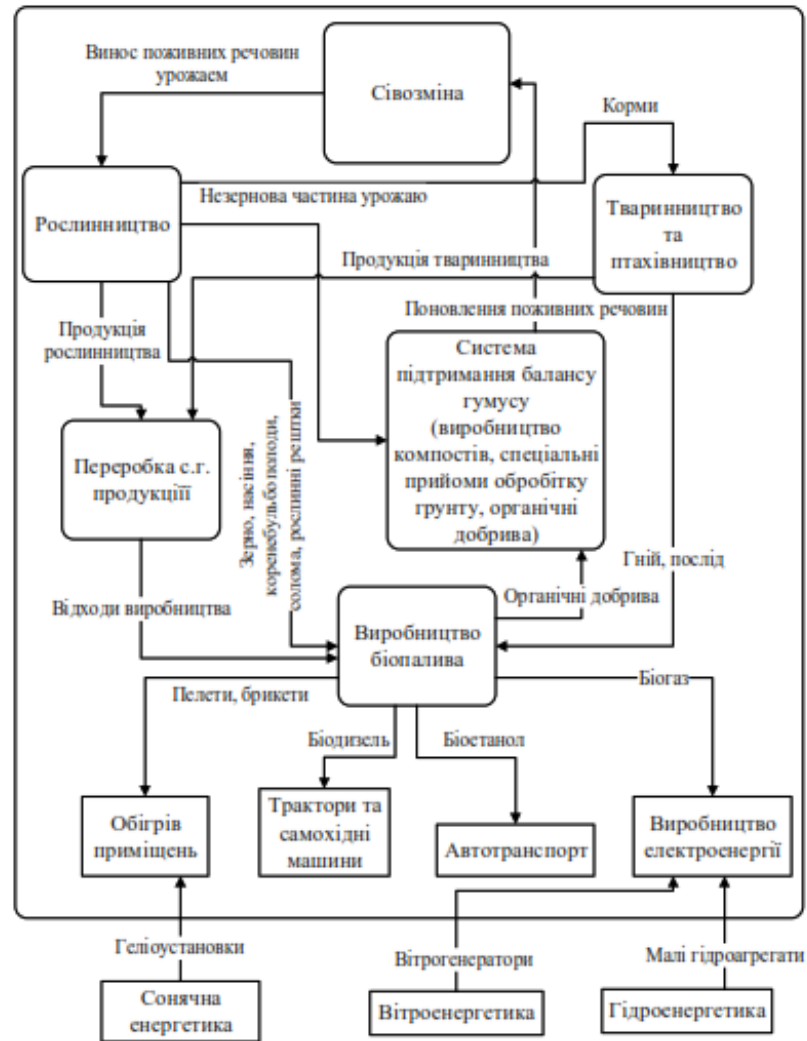 Винос поживних речовин
урожаем
Сівозміна
Корми
Рослинництво
Незернова частина урожаю
Тваринництво
та
птахівництво
Продукція тваринництва
Продукція
рослинництва
Поновлення поживних речовин
Система
підтримання балансу
гумусу
(виробництво
компостів, спеціальні
прийоми обробітку
грунту, органічні
добрива)
Переробка с.г.
продукціїї
Зерно, насіння,
коренебульбоплоди,
солома, рослинні рештки
Гній, послід
Відходи виробництва
Виробництво
біопалива
Органічні добрива
Пелети, брикети
Біогаз
Біодизель
Біоетанол
Обігрів
приміщень
Трактори та
самохідні
машини
Автотранспорт
Виробництво
електроенергії
Геліоустановки
Вітрогенератори
Малі гідроагрегати
Сонячна
енергетика
Вітроенергетика
Гідроенергетика